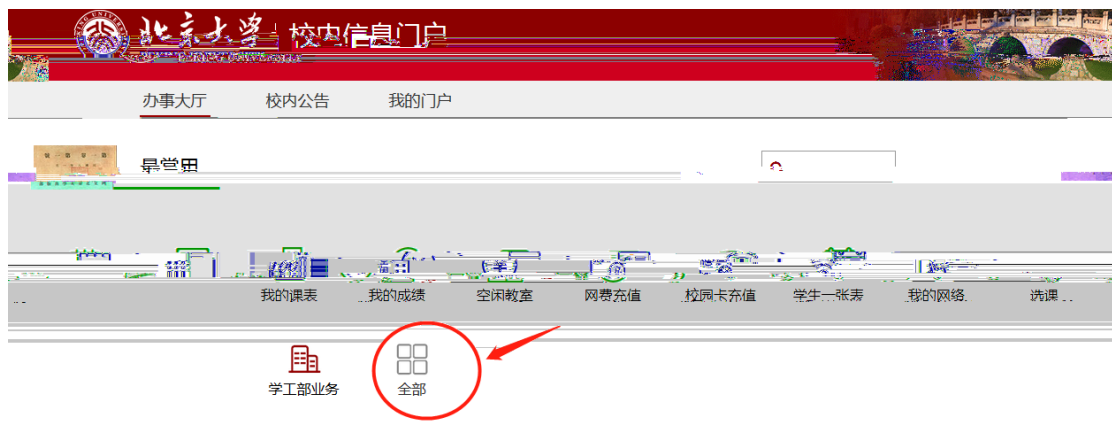 北京大学 校内信息门户
办事大厅 校内公告 我的门户
最常用
我的课表 我的成绩 空闲教室 网费充值 校园卡充值 学生一张表 我的网络 选课
学工部业务 全部